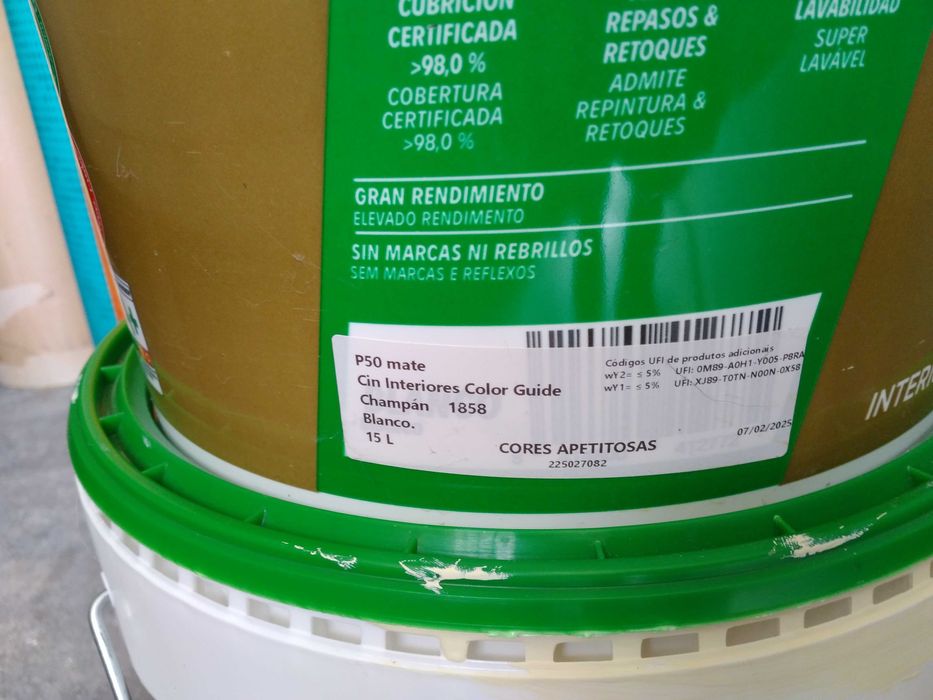 CUBRICIÓN
CERTIFICADA
>98,0 %
COBERTURA
CERTIFICADA
>98,0 %
REPASOS &
RETOQUES
ADMITE
REPINTURA &
RETOQUES
LAVABILIDAD
SUPER
LAVÁVEL
GRAN RENDIMIENTO
ELEVADO RENDIMENTO
SIN MARCAS NI REBRILLOS
SEM MARCAS E REFLEXOS
P50 mate
Cin Interiores Color Guide
Champán 1858
Blanco.
15 L
Códigos UFI de produtos adicionais
wY2= ≤ 5% UFI: 0M89-A0H1-Y005-P8RA
wY1= ≤ 5% UFI: XJ89-T0TN-N00N-0X58
07/02/2025
CORES APETITOSAS
225027082